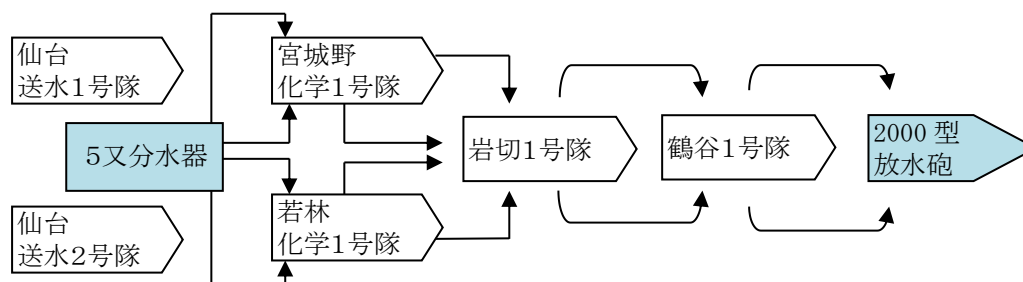 仙台
送水1号隊
5又分水器
仙台
送水2号隊
宮城野
化学1号隊
若林
化学1号隊
岩切1号隊
鶴谷1号隊
2000 型
放水砲